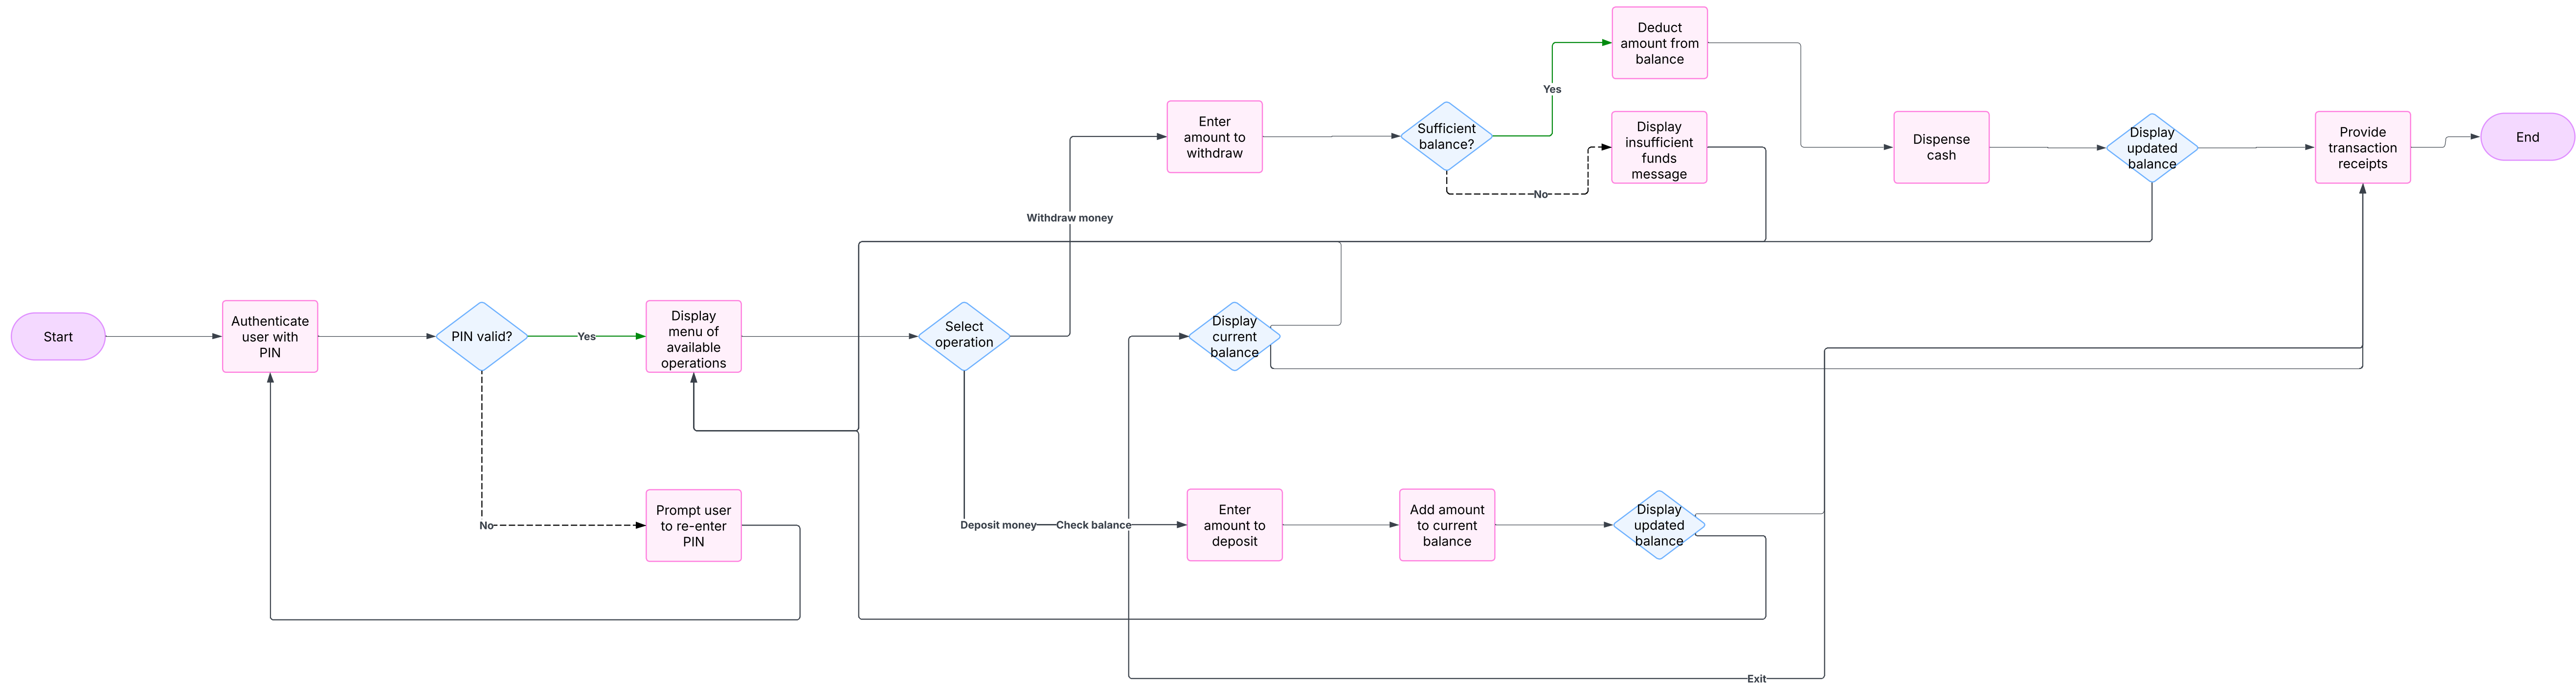 Deduct
amount from
balance
Yes
Enter
amount to
withdraw
Sufficient
balance?
Display
insufficient
funds
message
No
Dispense
cash
Display
updated
balance
Provide
transaction
receipts
End
Withdraw money
Start
Authenticate
user with
PIN
PIN valid?
Yes
Display
menu of
available
operations
Select
operation
Display
current
balance
No
Prompt user
to re-enter
PIN
Deposit money
Check balance
Enter
amount to
deposit
Add amount
to current
balance
Display
updated
balance
Exit